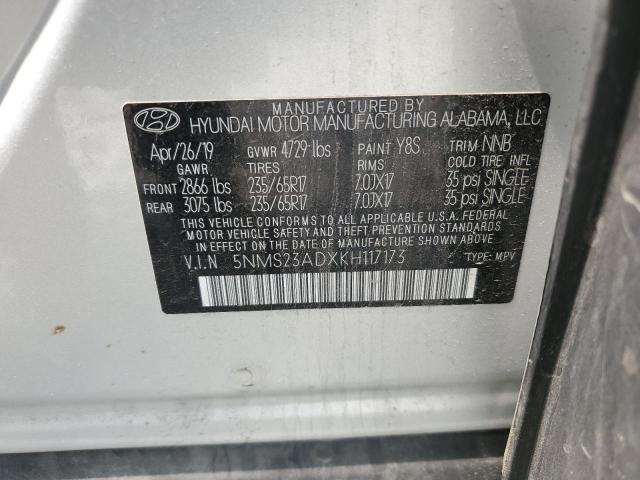 MANUFACTURED BY
HYUNDAI MOTOR MANUFACTURING ALABAMA, LLC.
Apr/26/19 GVWR 4729 lbs PAINT Y8S TRIM NNB
GAWR TIRES RIMS COLD TIRE INFL
FRONT 2866 lbs 235/65R17 7.0JX17 35 psi SINGLE
REAR 3075 lbs 235/65R17 7.0JX17 35 psi SINGLE
THIS VEHICLE CONFORMS TO ALL APPLICABLE U.S.A. FEDERAL
MOTOR VEHICLE SAFETY AND THEFT PREVENTION STANDARDS
IN EFFECT ON THE DATE OF MANUFACTURE SHOWN ABOVE.
V.I.N 5NMS23ADXKH117173 TYPE: MPV